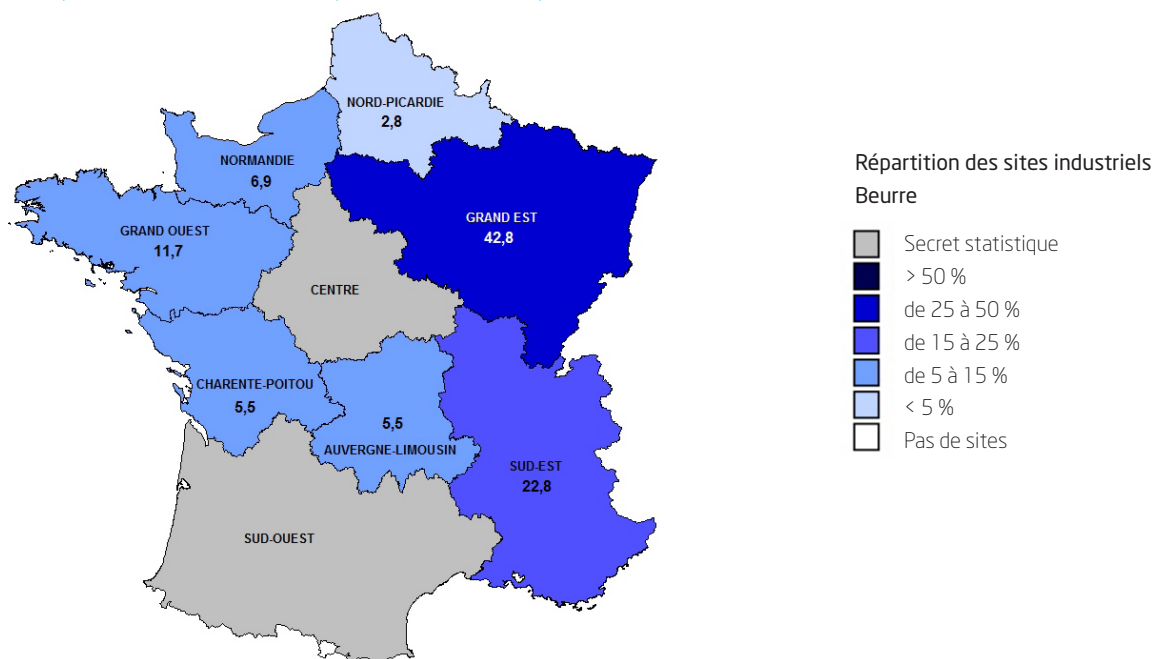 NORD-PICARDIE
2,8
NORMANDIE
6,9
GRAND EST
42,8
GRAND OUEST
11,7
CENTRE
CHARENTE-POITOU
5,5
5,5
AUVERGNE-LIMOUSIN
SUD-EST
22,8
SUD-OUEST
Répartition des sites industriels
Beurre
Secret statistique
> 50 %
de 25 à 50 %
de 15 à 25 %
de 5 à 15 %
< 5 %
Pas de sites